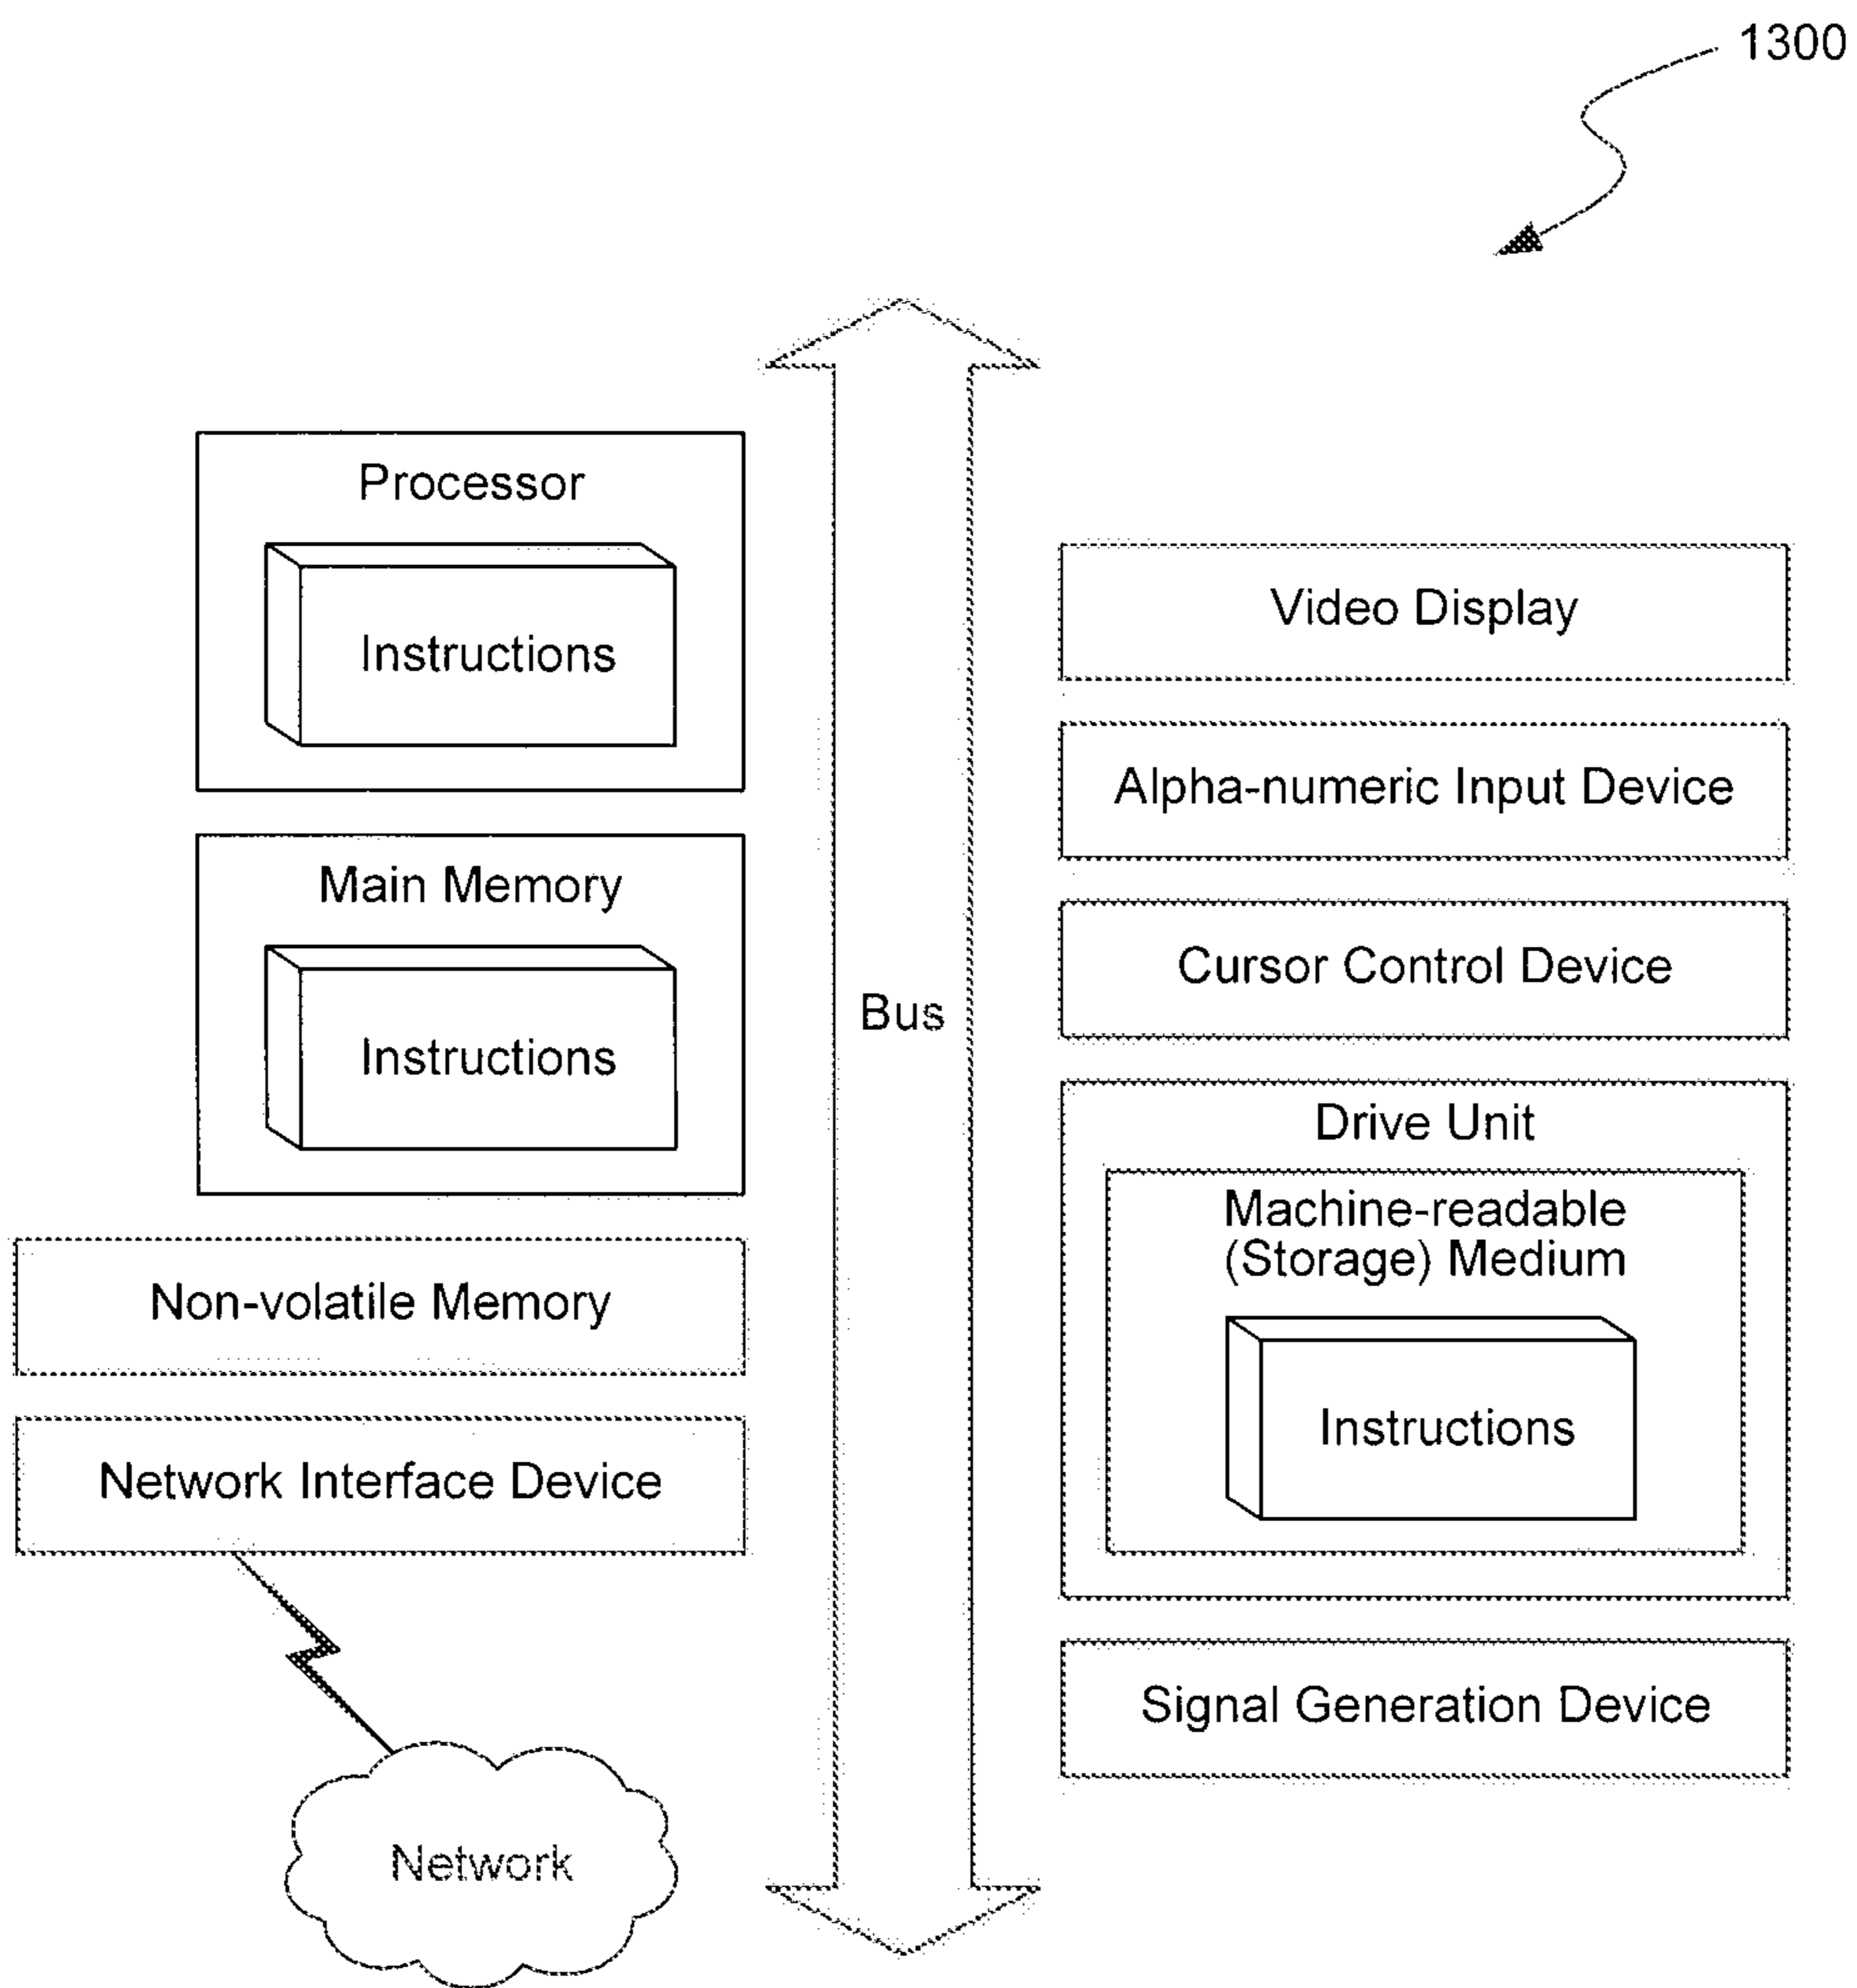 1300
Processor
Instructions
Main Memory
Instructions
Non-volatile Memory
Network Interface Device
Network
Bus
Video Display
Alpha-numeric Input Device
Cursor Control Device
Drive Unit
Machine-readable
(Storage) Medium
Instructions
Signal Generation Device